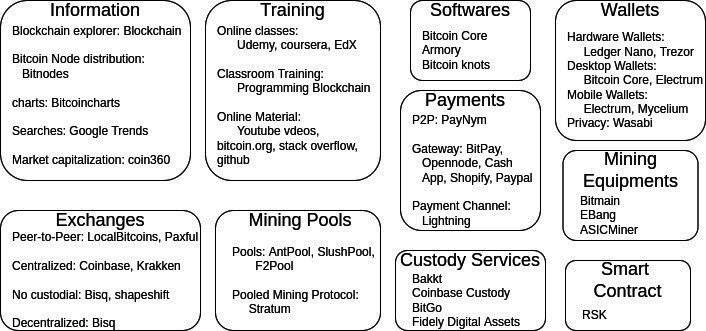 Information
Blockchain explorer: Blockchain
Bitcoin Node distribution:
Bitnodes
charts: Bitcoincharts
Searches: Google Trends
Market capitalization: coin360
Training
Online classes:
Udemy, coursera, EdX
Classroom Training:
Programming Blockchain
Online Material:
Youtube vdeos,
bitcoin.org, stack overflow,
github
Softwares
Bitcoin Core
Armory
Bitcoin knots
Payments
P2P: PayNym
Gateway: BitPay,
Opennode, Cash
App, Shopify, Paypal
Payment Channel:
Lightning
Wallets
Hardware Wallets:
Ledger Nano, Trezor
Desktop Wallets:
Bitcoin Core, Electrum
Mobile Wallets:
Electrum, Mycelium
Privacy: Wasabi
Mining
Equipments
Bitmain
EBang
ASICMiner
Exchanges
Peer-to-Peer: LocalBitcoins, Paxful
Centralized: Coinbase, Krakken
No custodial: Bisq, shapeshift
Decentralized: Bisq
Mining Pools
Pools: AntPool, SlushPool,
F2Pool
Pooled Mining Protocol:
Stratum
Custody Services
Bakkt
Coinbase Custody
BitGo
Fidely Digital Assets
Smart
Contract
RSK